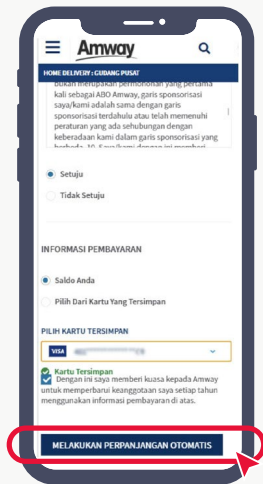 Amway
HOME DELIVERY : GUDANG PUSAT
bukan merupakan permohonan yang pertama
kali sebagai ABO Amway, garis sponsorisasi
saya/kami adalah sama dengan garis
sponsorisasi terdahulu atau telah memenuhi
peraturan yang ada sehubungan dengan
keberadaan kami dalam garis sponsorisasi yang
Setuju
Tidak Setuju
INFORMASI PEMBAYARAN
Saldo Anda
Pilih Dari Kartu Yang Tersimpan
PILIH KARTU TERSIMPAN
VISA
Kartu Tersimpan
Dengan ini saya memberi kuasa kepada Amway
untuk memperbarui keanggotaan saya setiap tahun
menggunakan informasi pembayaran di atas.
MELAKUKAN PERPANJANGAN OTOMATIS